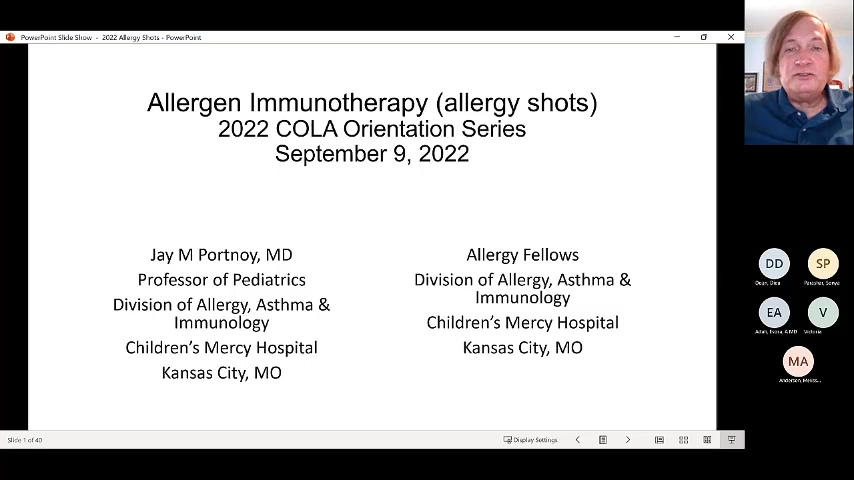 PowerPoint Slide Show - 2022 Allergy Shots - PowerPoint
Allergen Immunotherapy (allergy shots)
2022 COLA Orientation Series
September 9, 2022
Jay M Portnoy, MD
Professor of Pediatrics
Division of Allergy, Asthma &
Immunology
Children's Mercy Hospital
Kansas City, MO
Allergy Fellows
Division of Allergy, Asthma &
Immunology
Children's Mercy Hospital
Kansas City, MO
Slide 1 of 40
Display Settings
DD
SP
EA
V
Victoria
MA